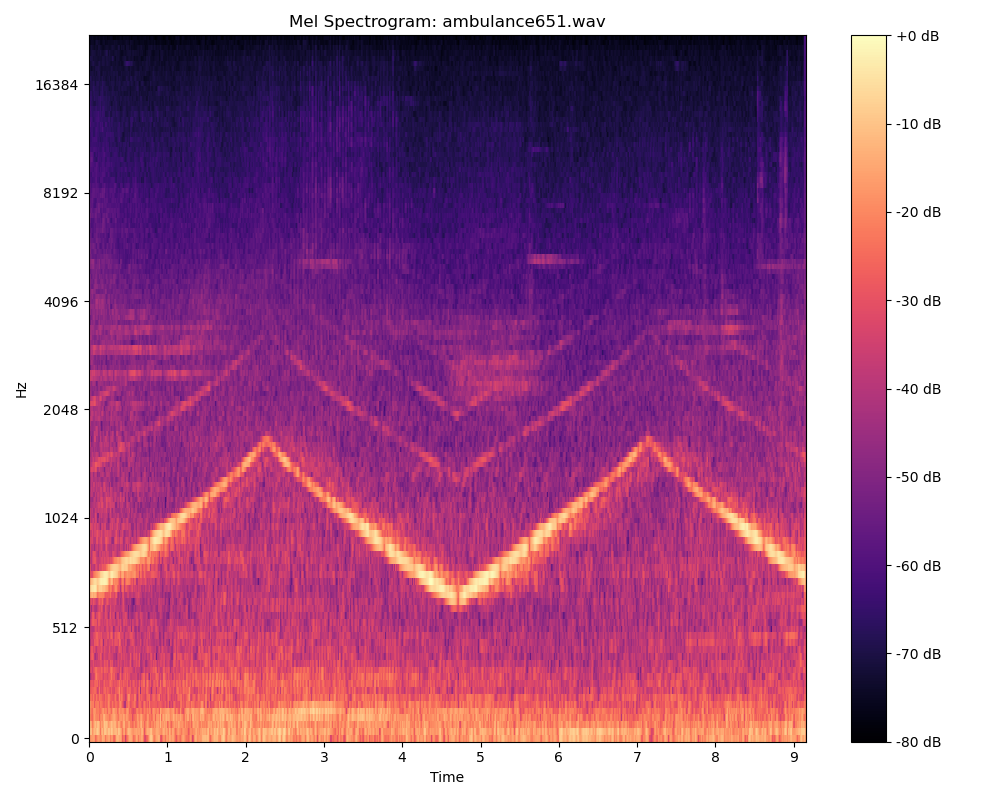 Mel Spectrogram: ambulance651.wav
+0 dB
16384
-10 dB
8192
-20 dB
4096
-30 dB
Hz
-40 dB
2048
-50 dB
1024
-60 dB
512
-70 dB
0
-80 dB
0 1 2 3 4 5 6 7 8 9
Time